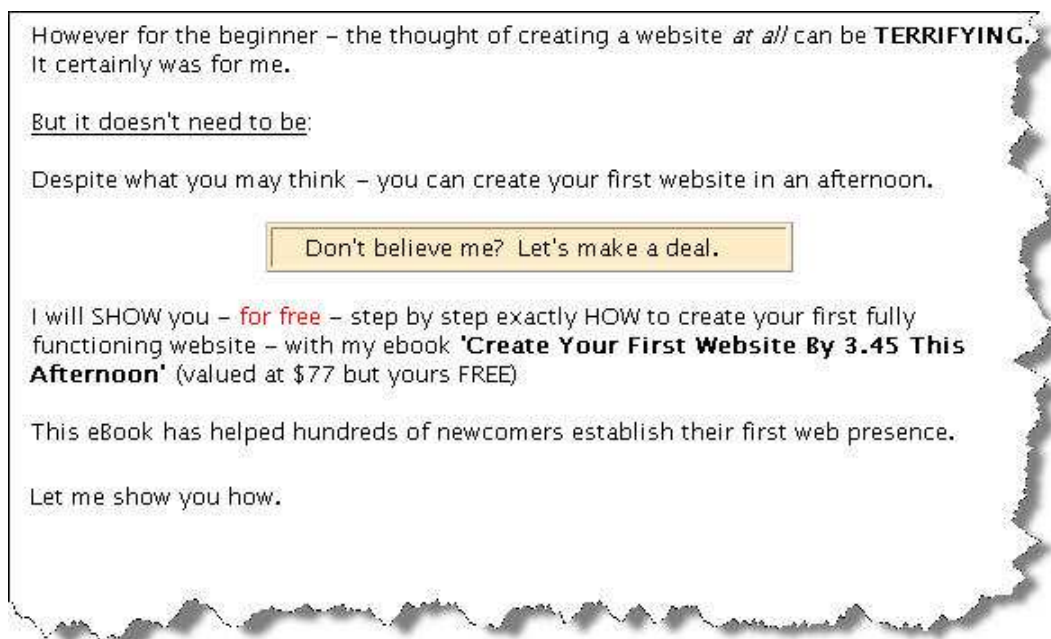 However for the beginner – the thought of creating a website at all can be TERRIFYING.
It certainly was for me.
But it doesn't need to be:
Despite what you may think – you can create your first website in an afternoon.
Don't believe me? Let's make a deal.
I will SHOW you – for free – step by step exactly HOW to create your first fully
functioning website – with my ebook 'Create Your First Website By 3.45 This
Afternoon' (valued at $77 but yours FREE)
This eBook has helped hundreds of newcomers establish their first web presence.
Let me show you how.